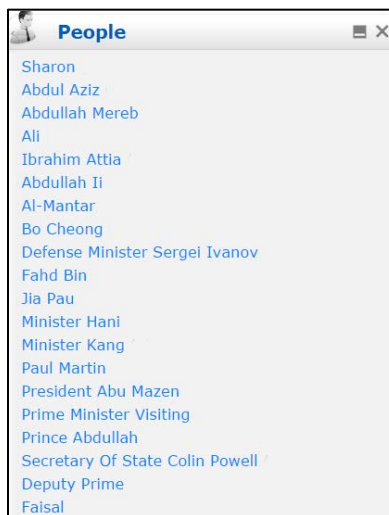 People
Sharon
Abdul Aziz
Abdullah Mereb
Ali
Ibrahim Attia
Abdullah Ii
Al-Mantar
Bo Cheong
Defense Minister Sergei Ivanov
Fahd Bin
Jia Pau
Minister Hani
Minister Kang
Paul Martin
President Abu Mazen
Prime Minister Visiting
Prince Abdullah
Secretary Of State Colin Powell
Deputy Prime
Faisal